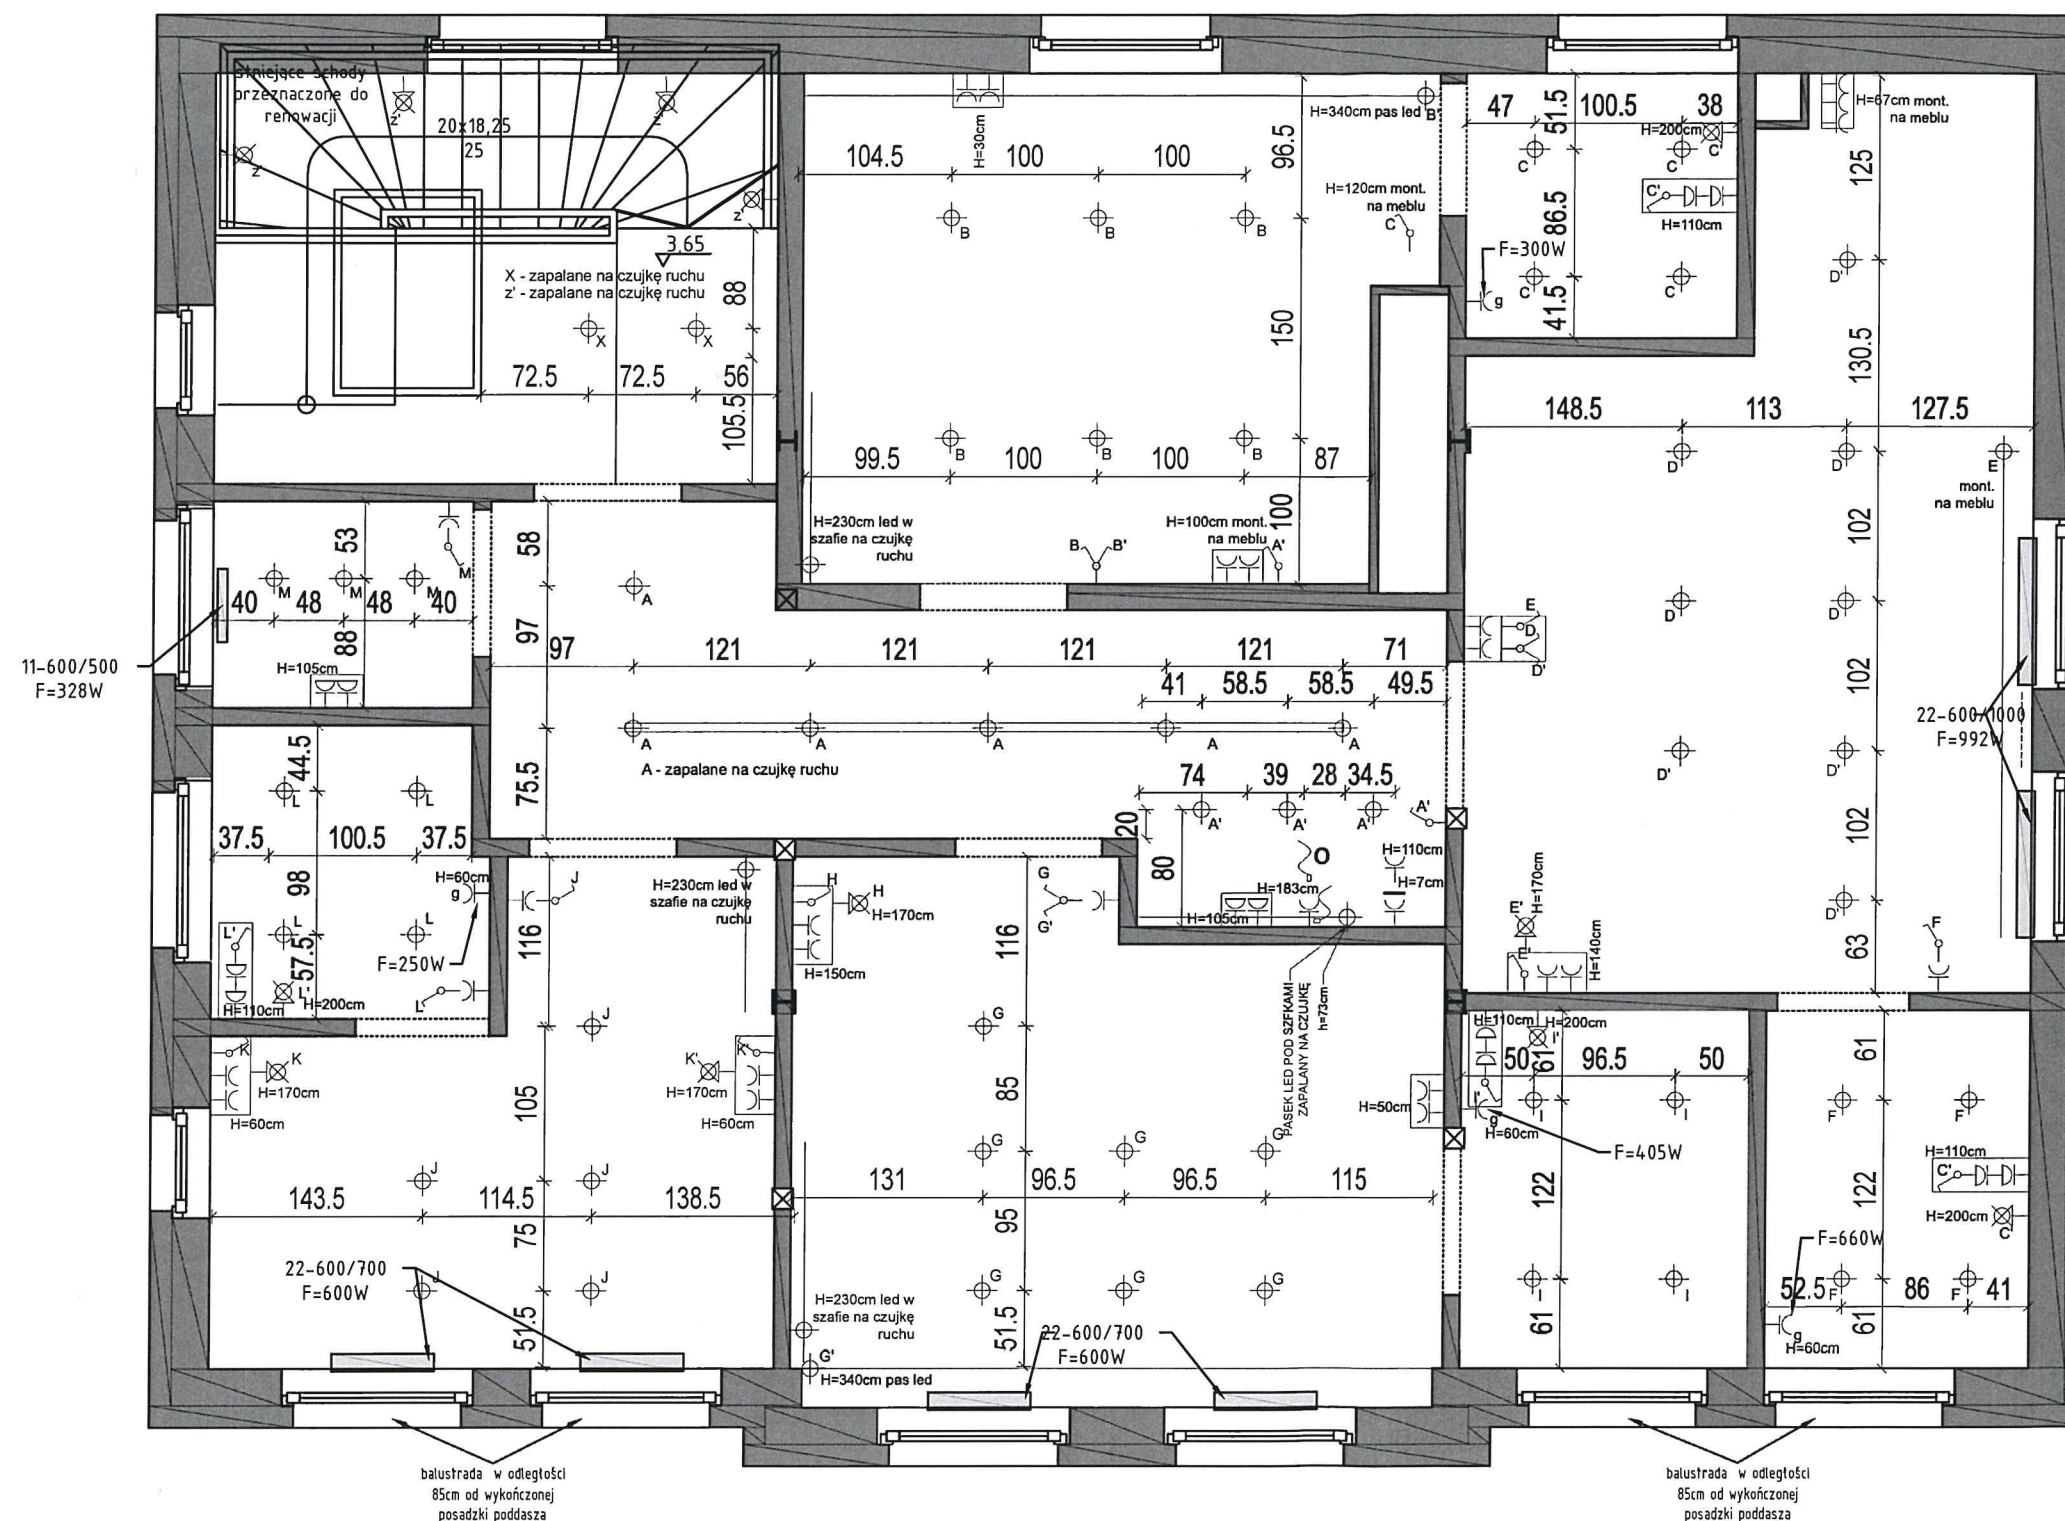 istniejące schody
przeznaczone do
renowacji
20x18,25
25
z'
z'
z
z'
3,65
X - zapalane na czujkę ruchu
z' - zapalane na czujkę ruchu
88
X
X
72.5
72.5
56
105.5
H=30cm
H=340cm pas led
B'
104.5
100
100
96.5
H=120cm mont.
na meblu
C
B
B
B
150
B
B
B
99.5
100
100
87
100
H=230cm led w
szafie na czujkę
ruchu
B
B'
H=100cm mont.
na meblu
A'
47
51.5
100.5
38
H=200cm
C
C
C'
C'
H=110cm
86.5
F=300W
g
41.5
C
C
H=67cm mont.
na meblu
125
D'
130.5
148.5
113
127.5
D
D
E
mont.
na meblu
102
D
D
102
E
D
D'
22-600/1000
F=992W
D'
D'
102
D'
63
E'
H=170cm
E'
H=140cm
F
53
M
M
M
M
40
48
48
40
88
H=105cm
11-600/500
F=328W
58
A
97
97
121
121
121
121
71
41
58.5
58.5
49.5
A
A
A
A
A
A - zapalane na czujkę ruchu
75.5
74
39
28
34.5
A'
A'
A'
A'
20
80
O
H=110cm
H=7cm
H=183cm
H=105cm
PASEK LED POD SZFKAMI
ZAPALANY NA CZUJKĘ
h=73cm
44.5
L
L
37.5
100.5
37.5
98
H=60cm
g
L
L
L'
57.5
F=250W
L'
H=110cm
H=200cm
L
J
116
H=230cm led w
szafie na czujkę
ruchu
J
K
K
H=170cm
H=60cm
K'
K'
H=170cm
H=60cm
105
J
J
143.5
114.5
138.5
75
22-600/700
F=600W
J
J
51.5
H
H
H=170cm
H=150cm
G
G'
116
G
85
H=50cm
G
G
G
131
96.5
96.5
115
95
G
G
G
H=230cm led w
szafie na czujkę
ruchu
51.5
22-600/700
F=600W
G'
H=340cm pas led
H=110cm
H=200cm
I'
50
61
96.5
50
I'
g
H=60cm
I
I
F=405W
122
I
I
61
61
F
F
H=110cm
C'
122
H=200cm
C
F=660W
52.5
F
86
F
41
g
H=60cm
61
balustrada w odległości
85cm od wykończonej
posadzki poddasza
balustrada w odległości
85cm od wykończonej
posadzki poddasza